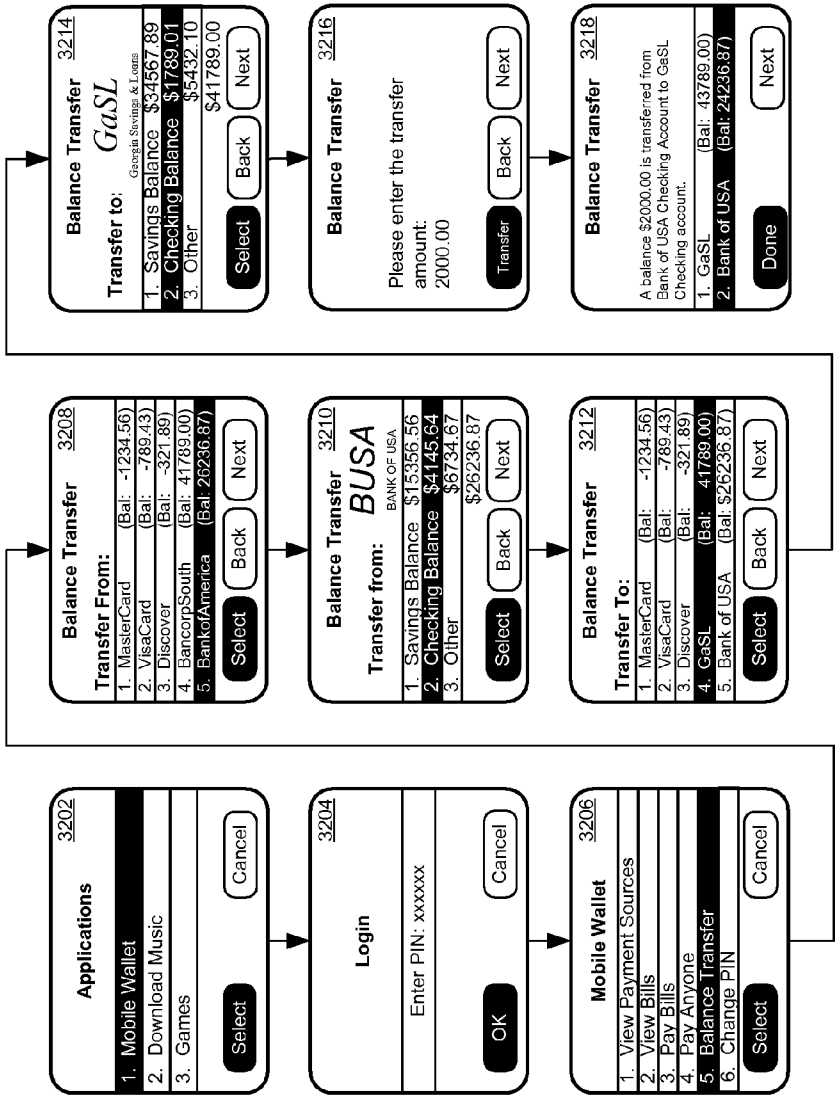 Applications 3202
1. Mobile Wallet
2. Download Music
3. Games
Select Cancel
Login 3204
Enter PIN: xxxxxx
OK Cancel
Mobile Wallet 3206
1. View Payment Sources
2. View Bills
3. Pay Bills
4. Pay Anyone
5. Balance Transfer
6. Change PIN
Select Cancel
Balance Transfer 3208
Transfer From:
1. MasterCard (Bal: -1234.56)
2. VisaCard (Bal: -789.43)
3. Discover (Bal: -321.89)
4. BancorpSouth (Bal: 41789.00)
5. BankofAmerica (Bal: 26236.87)
Select Back Next
Balance Transfer 3210
Transfer from: BUSA
BANK OF USA
1. Savings Balance $15356.56
2. Checking Balance $4145.64
3. Other $6734.67
$26236.87
Select Back Next
Balance Transfer 3212
Transfer To:
1. MasterCard (Bal: -1234.56)
2. VisaCard (Bal: -789.43)
3. Discover (Bal: -321.89)
4. GaSL (Bal: 41789.00)
5. Bank of USA (Bal: $26236.87)
Select Back Next
Balance Transfer 3214
Transfer to: GaSL
Georgia Savings & Loans
1. Savings Balance $34567.89
2. Checking Balance $1789.01
3. Other $5432.10
$41789.00
Select Back Next
Balance Transfer 3216
Please enter the transfer
amount:
2000.00
Transfer Back Next
Balance Transfer 3218
A balance $2000.00 is transferred from
Bank of USA Checking Account to GaSL
Checking account.
1. GaSL (Bal: 43789.00)
2. Bank of USA (Bal: 24236.87)
Done Next